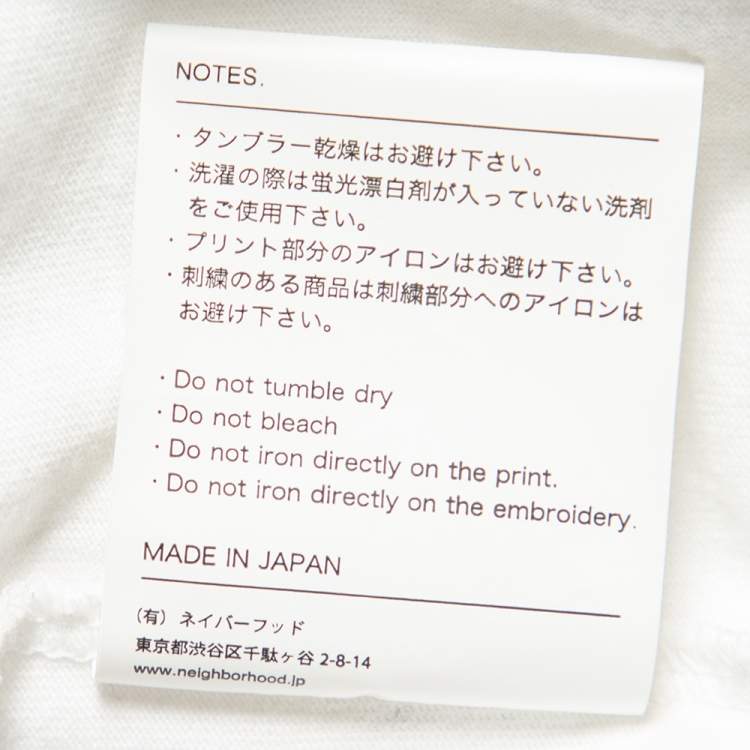 NOTES.
・タンブラー乾燥はお避け下さい。
・洗濯の際は蛍光漂白剤が入っていない洗剤
をご使用下さい。
・プリント部分のアイロンはお避け下さい。
・刺繍のある商品は刺繍部分へのアイロンは
お避け下さい。
・Do not tumble dry
・Do not bleach
・Do not iron directly on the print.
・Do not iron directly on the embroidery.
MADE IN JAPAN
(有) ネイバーフッド
東京都渋谷区千駄ヶ谷 2-8-14
www.neighborhood.jp